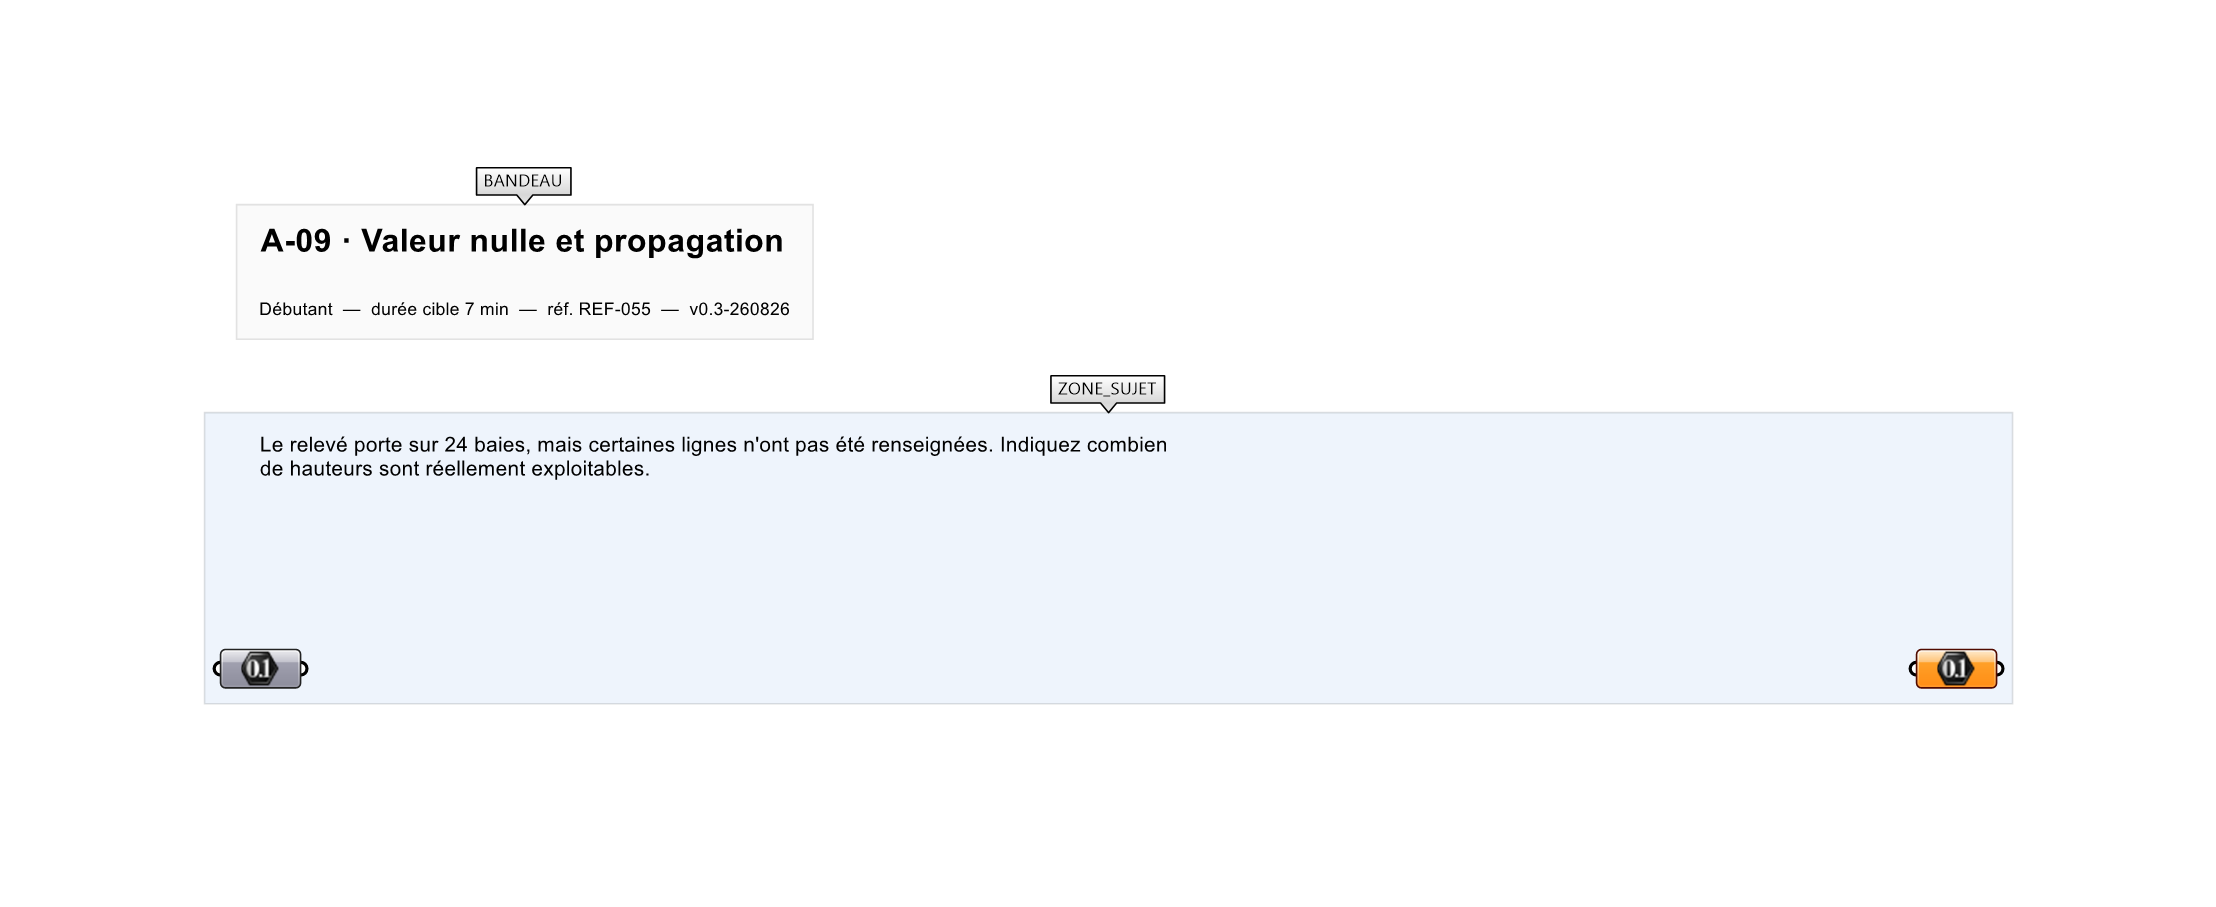 BANDEAU
A-09 · Valeur nulle et propagation
Débutant — durée cible 7 min — réf. REF-055 — v0.3-260826
ZONE_SUJET
Le relevé porte sur 24 baies, mais certaines lignes n'ont pas été renseignées. Indiquez combien
de hauteurs sont réellement exploitables.
0.1
0.1